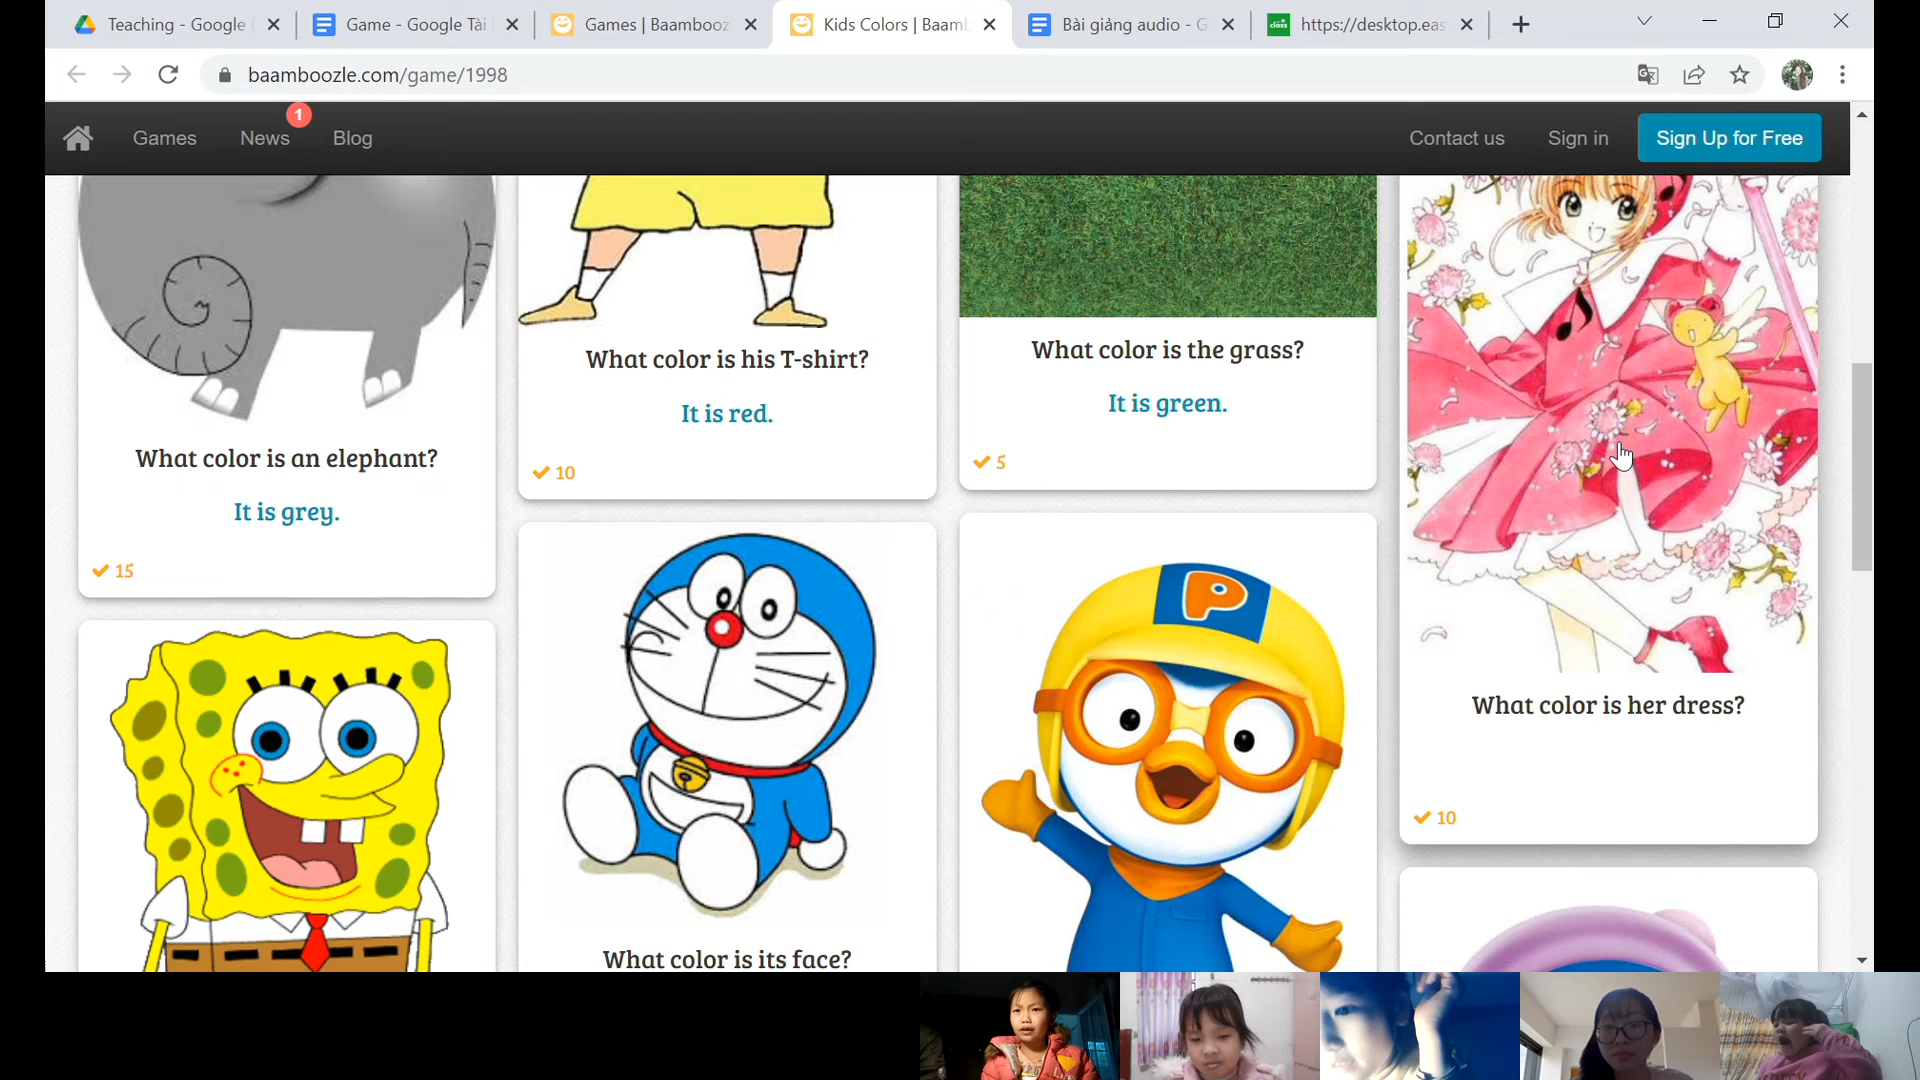 Teaching - Google
Game - Google Tài
Games | Baamboozl
Kids Colors | Baamb
Bài giảng audio - G
class
https://desktop.eas
baamboozle.com/game/1998
Games
News
1
Blog
Contact us
Sign in
Sign Up for Free
What color is an elephant?
It is grey.
15
What color is his T-shirt?
It is red.
10
What color is the grass?
It is green.
5
What color is her dress?
10
P
What color is its face?